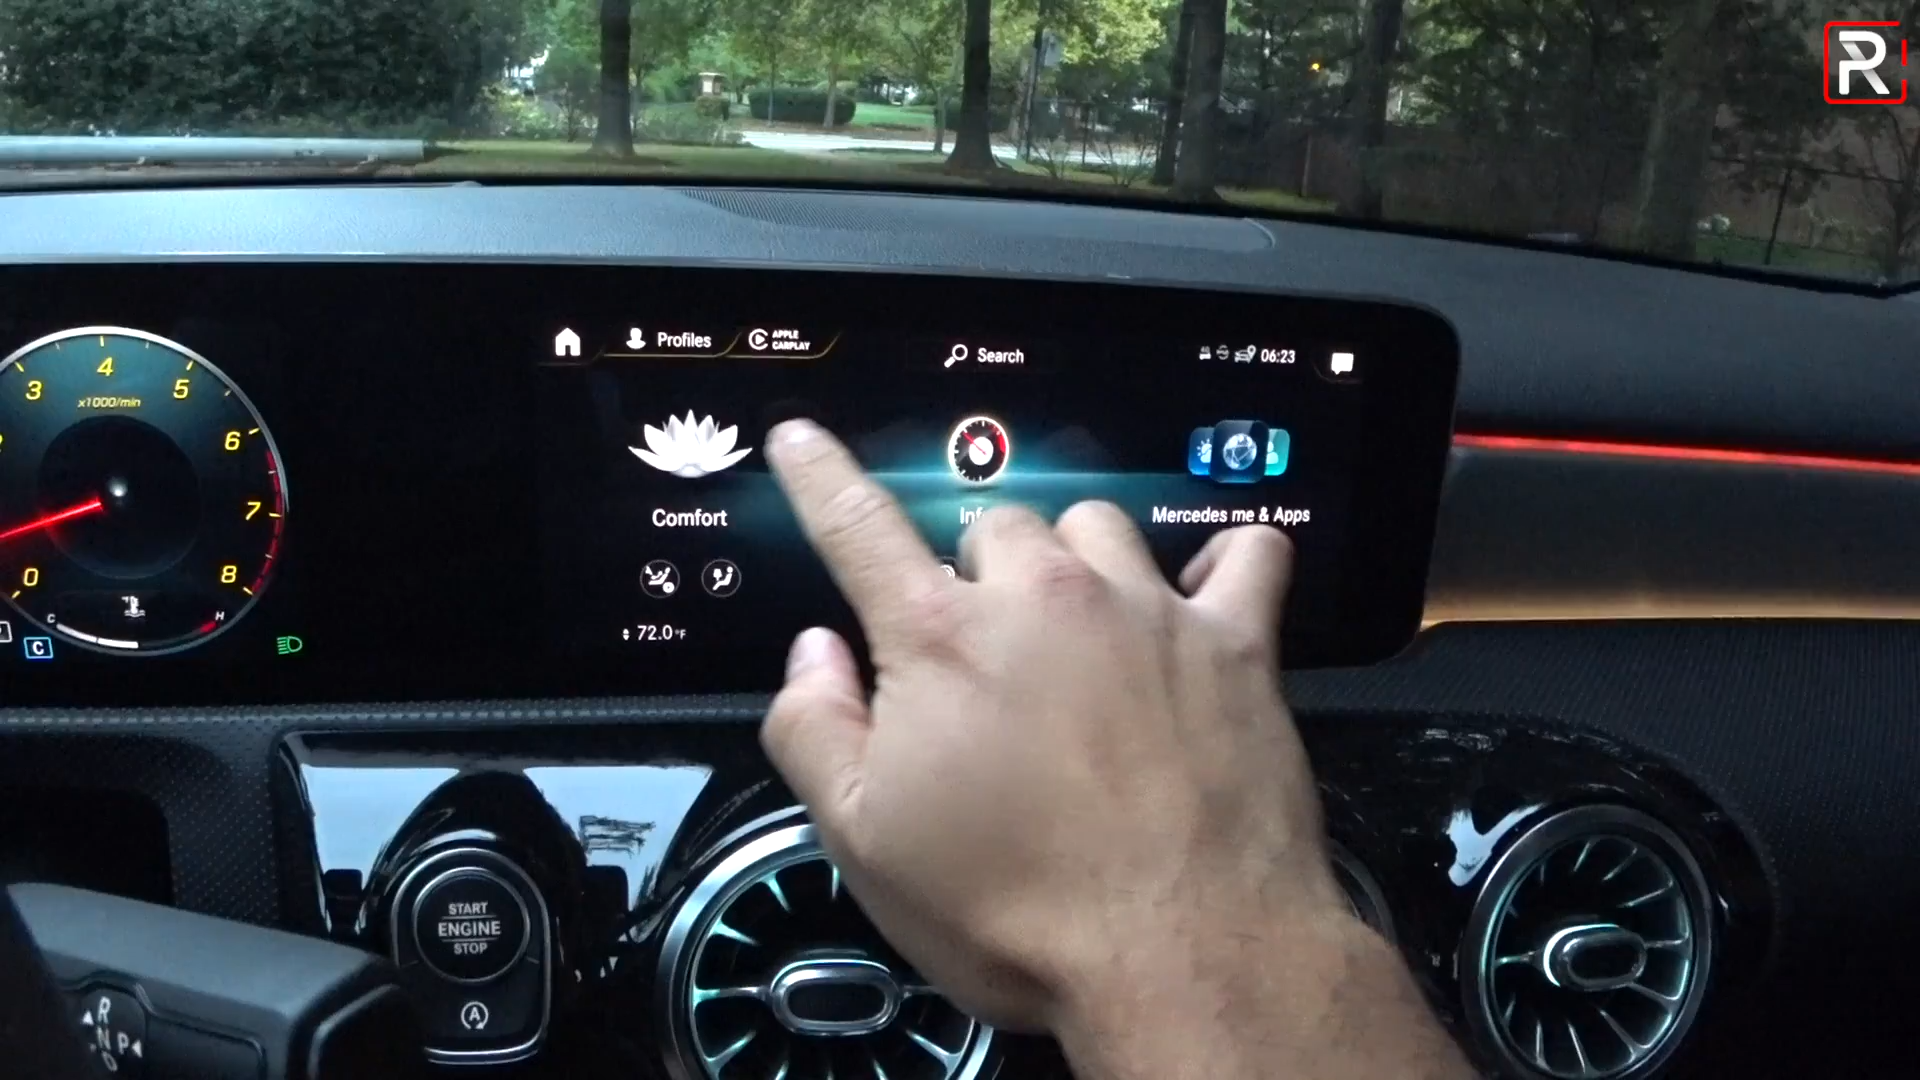 R
Profiles
APPLE
CARPLAY
Search
06:23
3
4
x1000/min
5
6
7
8
0
C
H
C
Comfort
Mercedes me & Apps
72.0°F
START
ENGINE
STOP
A
R
N
P
D